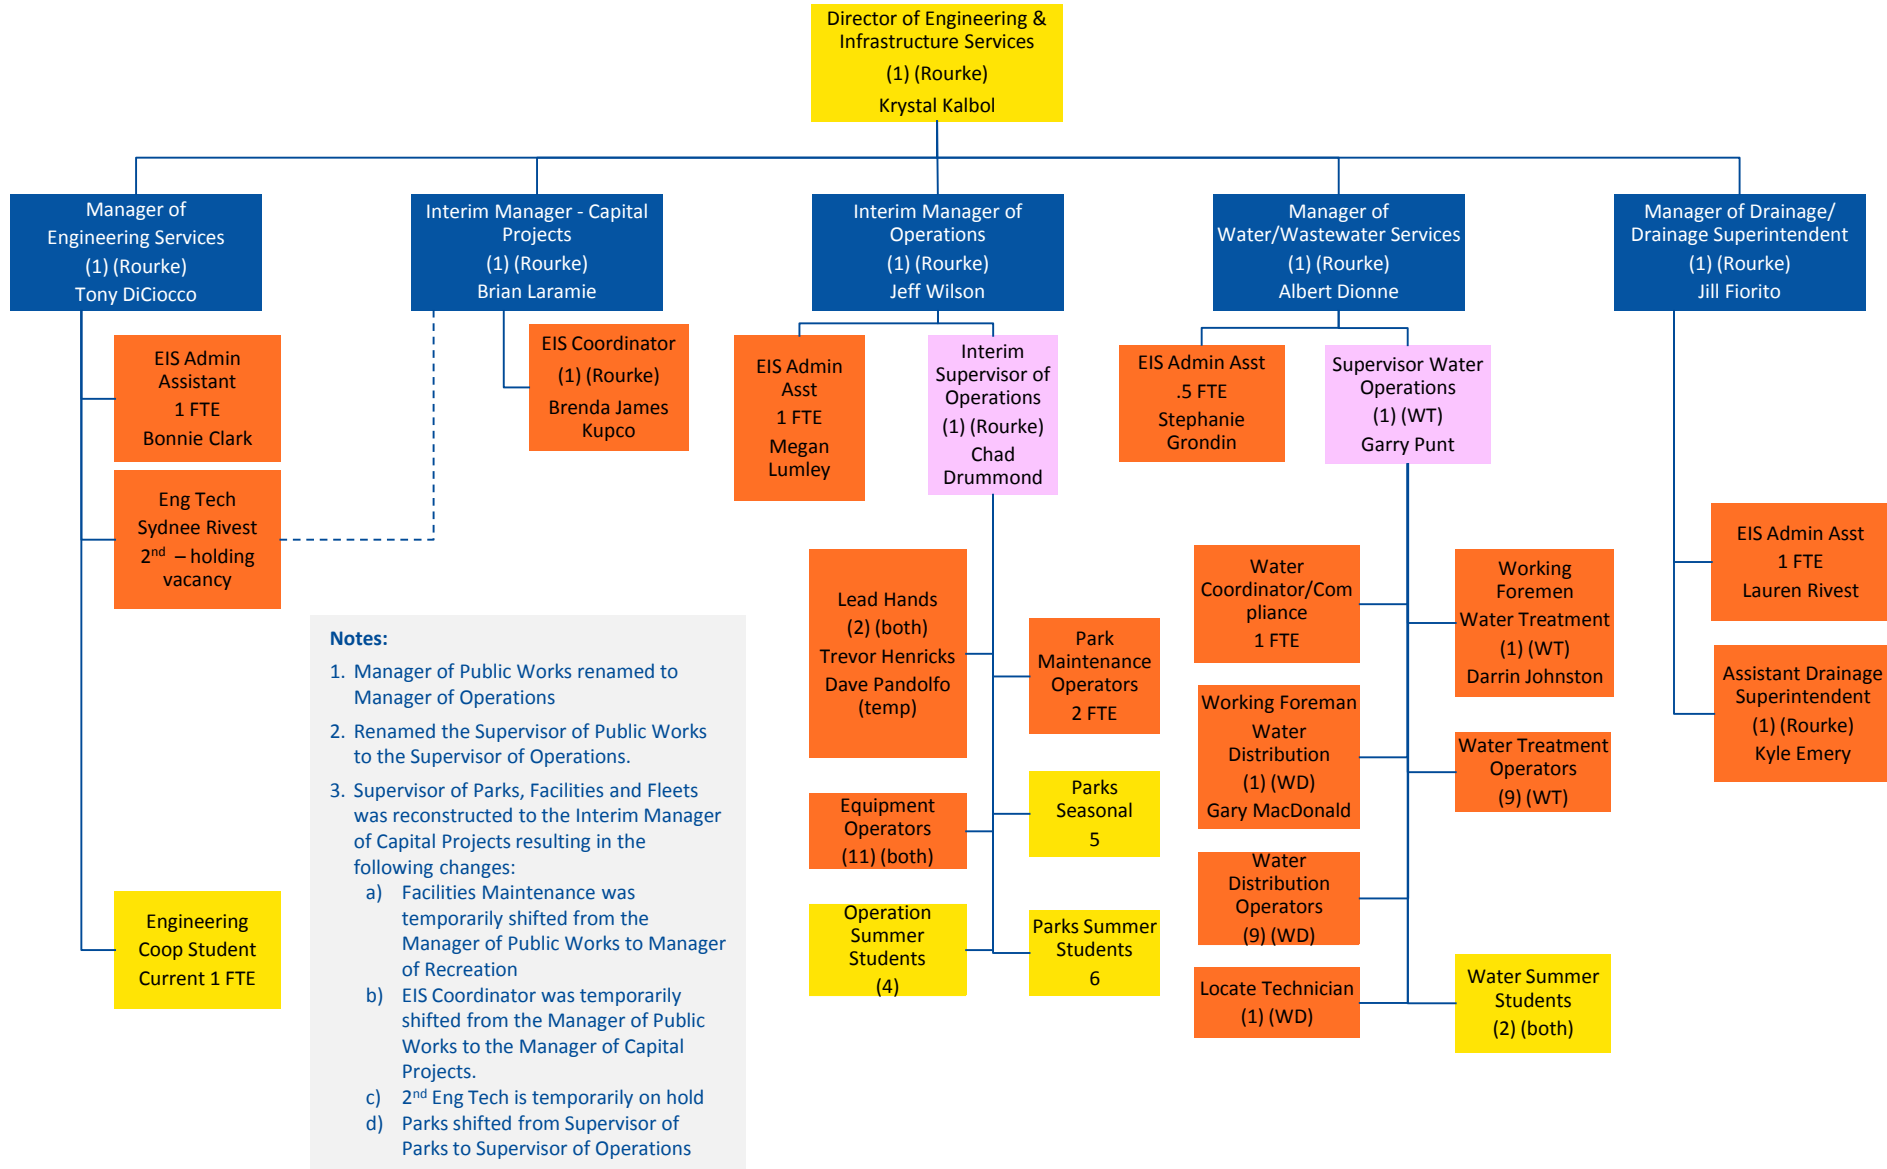 Director of Engineering &
Infrastructure Services
(1) (Rourke)
Krystal Kalbol
Manager of
Engineering Services
(1) (Rourke)
Tony DiCiocco
Interim Manager - Capital
Projects
(1) (Rourke)
Brian Laramie
Interim Manager of
Operations
(1) (Rourke)
Jeff Wilson
Manager of
Water/Wastewater Services
(1) (Rourke)
Albert Dionne
Manager of Drainage/
Drainage Superintendent
(1) (Rourke)
Jill Fiorito
EIS Admin
Assistant
1 FTE
Bonnie Clark
Eng Tech
Sydnee Rivest
2nd – holding
vacancy
Engineering
Coop Student
Current 1 FTE
EIS Coordinator
(1) (Rourke)
Brenda James
Kupco
EIS Admin
Asst
1 FTE
Megan
Lumley
Interim
Supervisor of
Operations
(1) (Rourke)
Chad
Drummond
Lead Hands
(2) (both)
Trevor Henricks
Dave Pandolfo
(temp)
Park
Maintenance
Operators
2 FTE
Equipment
Operators
(11) (both)
Parks
Seasonal
5
Operation
Summer
Students
(4)
Parks Summer
Students
6
EIS Admin Asst
.5 FTE
Stephanie
Grondin
Supervisor Water
Operations
(1) (WT)
Garry Punt
Water
Coordinator/Com
pliance
1 FTE
Working
Foremen
Water Treatment
(1) (WT)
Darrin Johnston
Working Foreman
Water
Distribution
(1) (WD)
Gary MacDonald
Water Treatment
Operators
(9) (WT)
Water
Distribution
Operators
(9) (WD)
Locate Technician
(1) (WD)
Water Summer
Students
(2) (both)
EIS Admin Asst
1 FTE
Lauren Rivest
Assistant Drainage
Superintendent
(1) (Rourke)
Kyle Emery
Notes:
1. Manager of Public Works renamed to
Manager of Operations
2. Renamed the Supervisor of Public Works
to the Supervisor of Operations.
3. Supervisor of Parks, Facilities and Fleets
was reconstructed to the Interim Manager
of Capital Projects resulting in the
following changes:
a) Facilities Maintenance was
temporarily shifted from the
Manager of Public Works to Manager
of Recreation
b) EIS Coordinator was temporarily
shifted from the Manager of Public
Works to the Manager of Capital
Projects.
c) 2nd Eng Tech is temporarily on hold
d) Parks shifted from Supervisor of
Parks to Supervisor of Operations